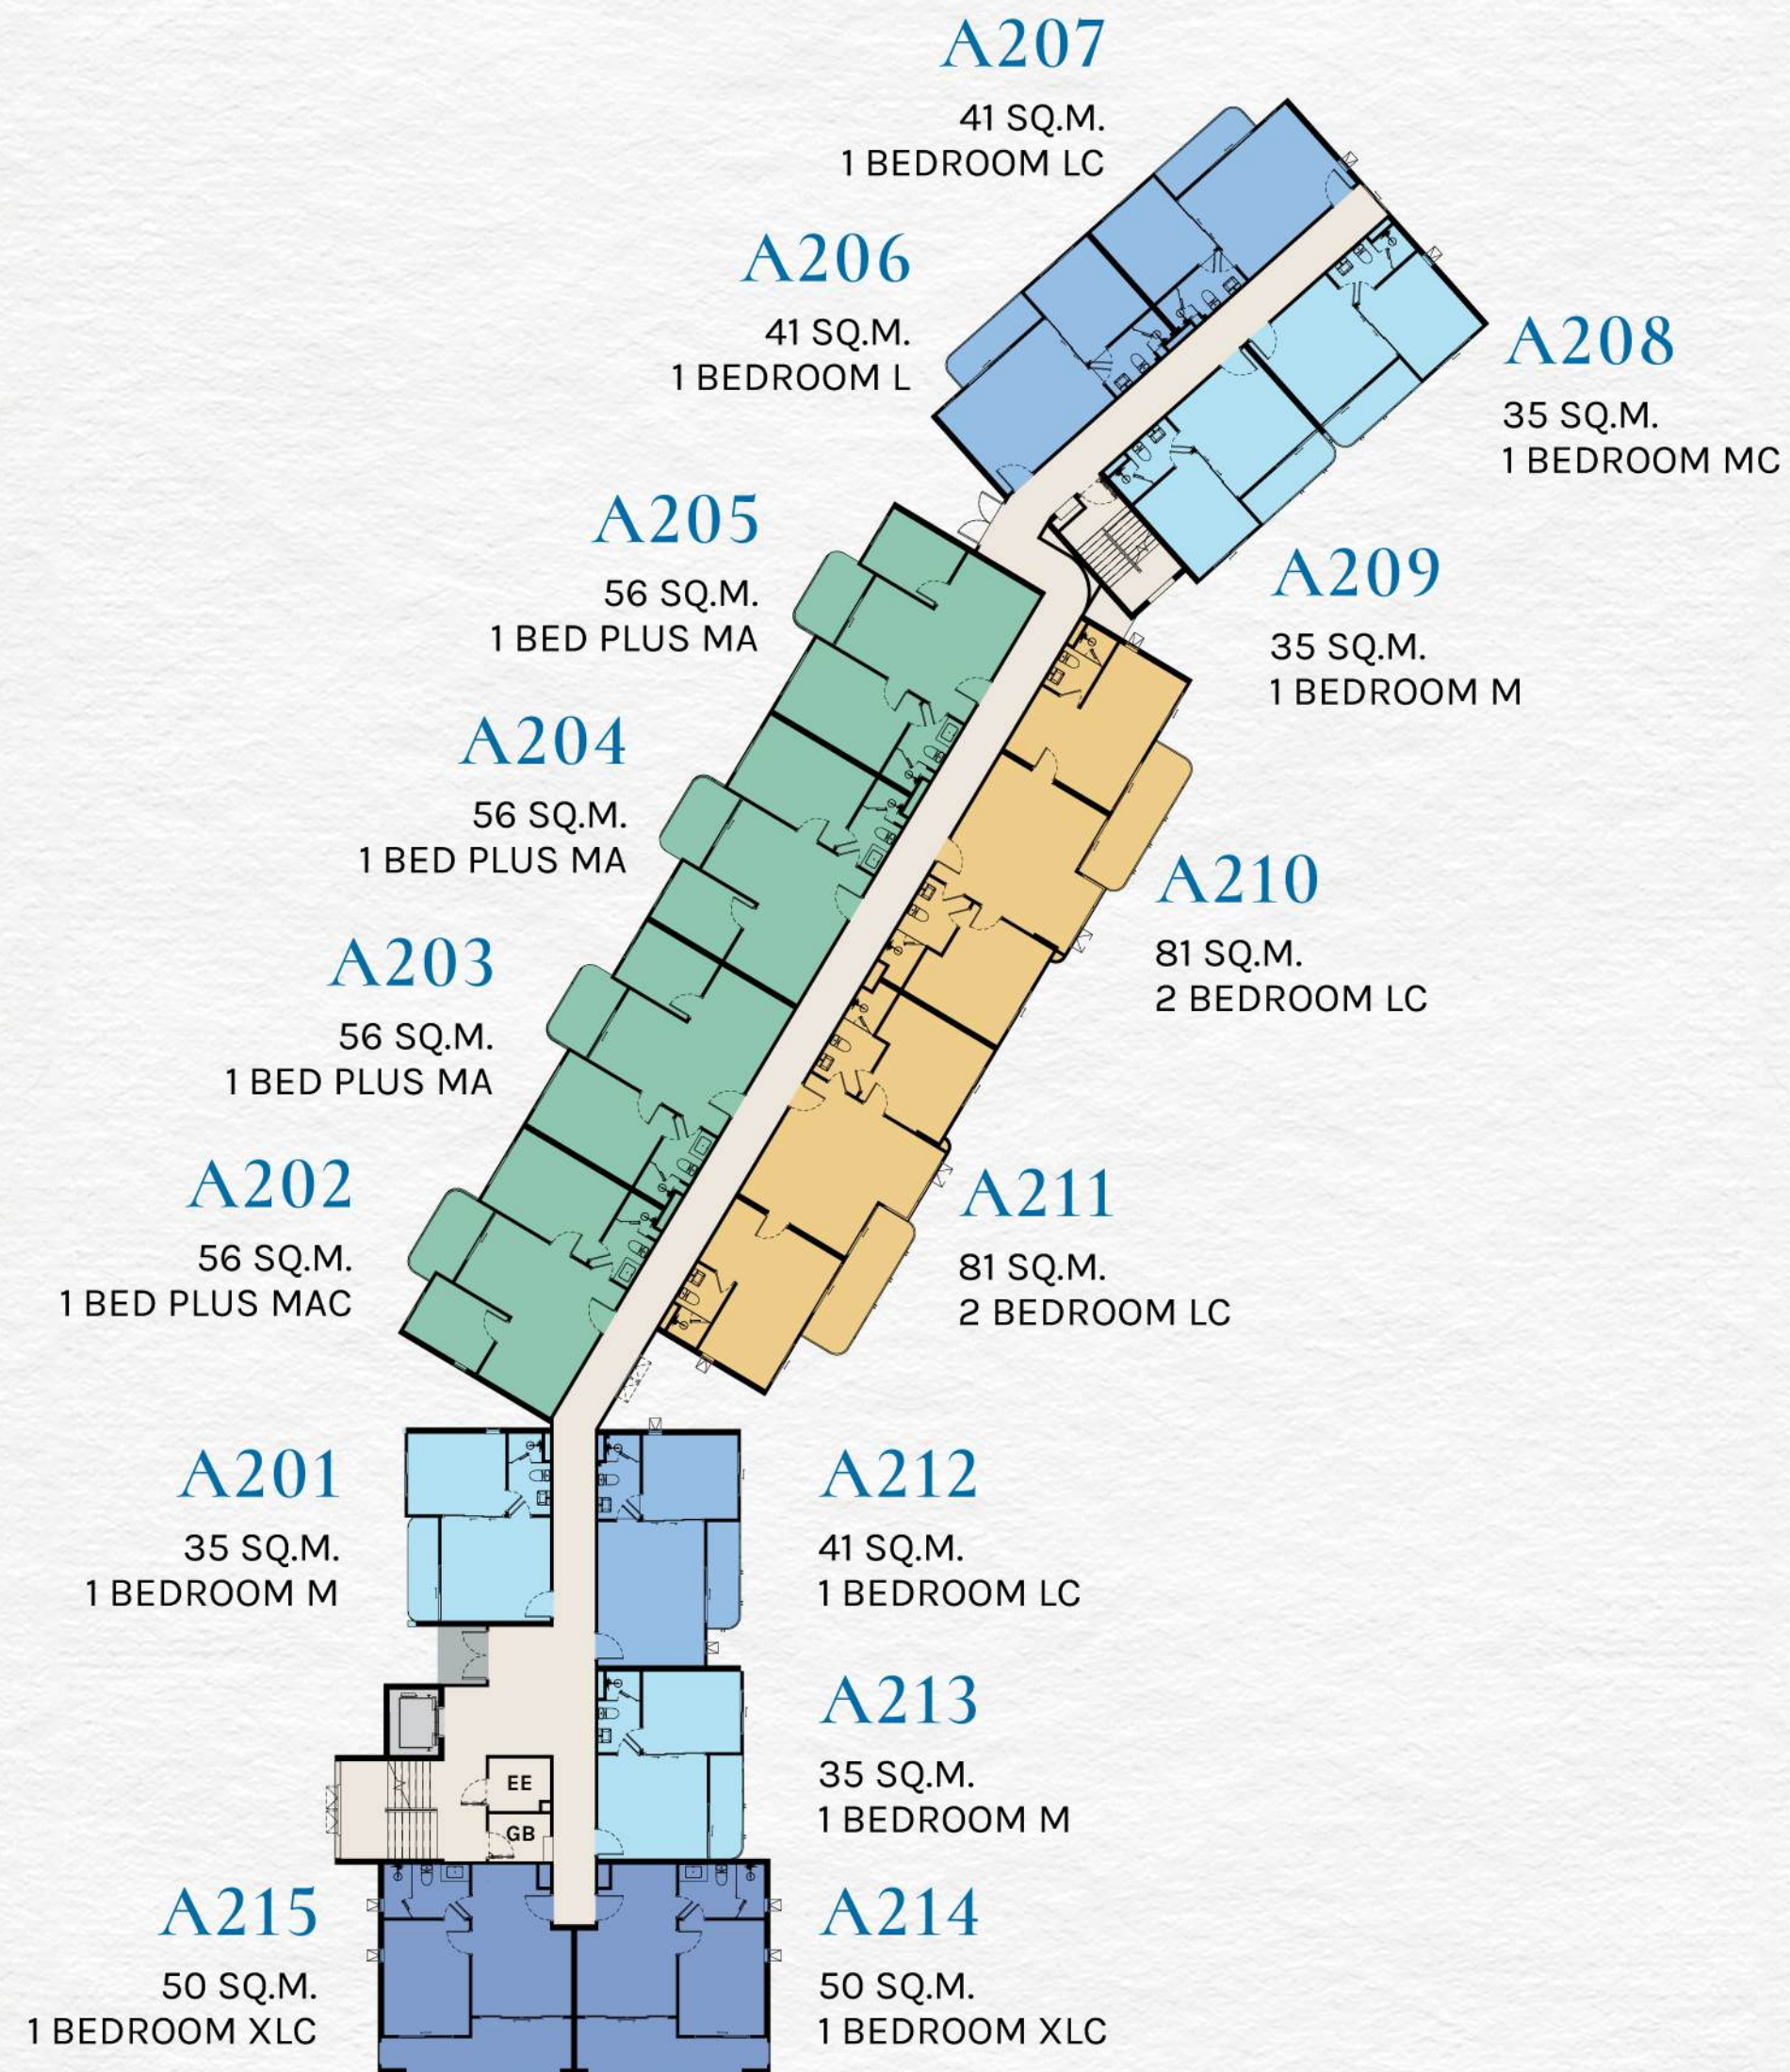 A207
41 SQ.M.
1 BEDROOM LC
A206
41 SQ.M.
1 BEDROOM L
A208
35 SQ.M.
1 BEDROOM MC
A205
56 SQ.M.
1 BED PLUS MA
A209
35 SQ.M.
1 BEDROOM M
A204
56 SQ.M.
1 BED PLUS MA
A210
81 SQ.M.
2 BEDROOM LC
A203
56 SQ.M.
1 BED PLUS MA
A202
56 SQ.M.
1 BED PLUS MAC
A211
81 SQ.M.
2 BEDROOM LC
A201
35 SQ.M.
1 BEDROOM M
A212
41 SQ.M.
1 BEDROOM LC
A213
35 SQ.M.
1 BEDROOM M
EE
GB
A215
50 SQ.M.
1 BEDROOM XLC
A214
50 SQ.M.
1 BEDROOM XLC